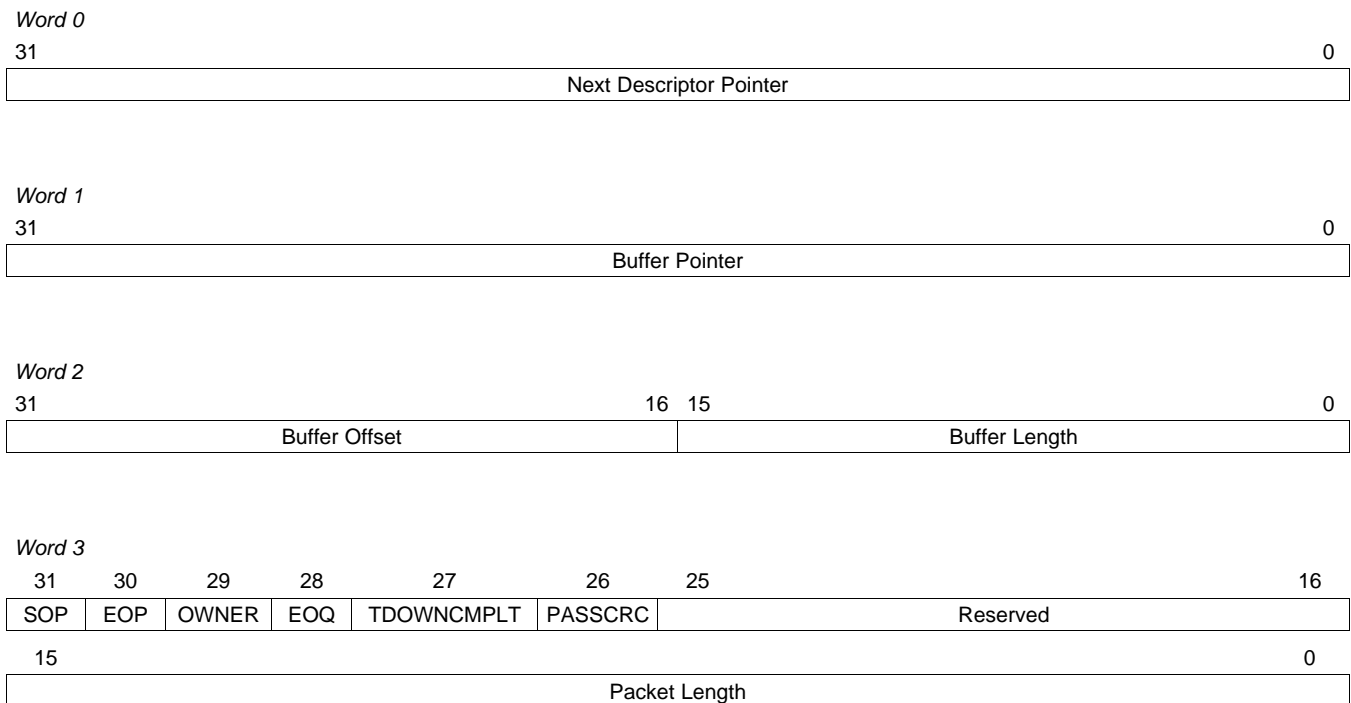 Word 0
31 0
Next Descriptor Pointer
Word 1
31 0
Buffer Pointer
Word 2
31 16 15 0
Buffer Offset Buffer Length
Word 3
31 30 29 28 27 26 25 16
SOP EOP OWNER EOQ TDOWNCMPLT PASSCRC Reserved
15 0
Packet Length